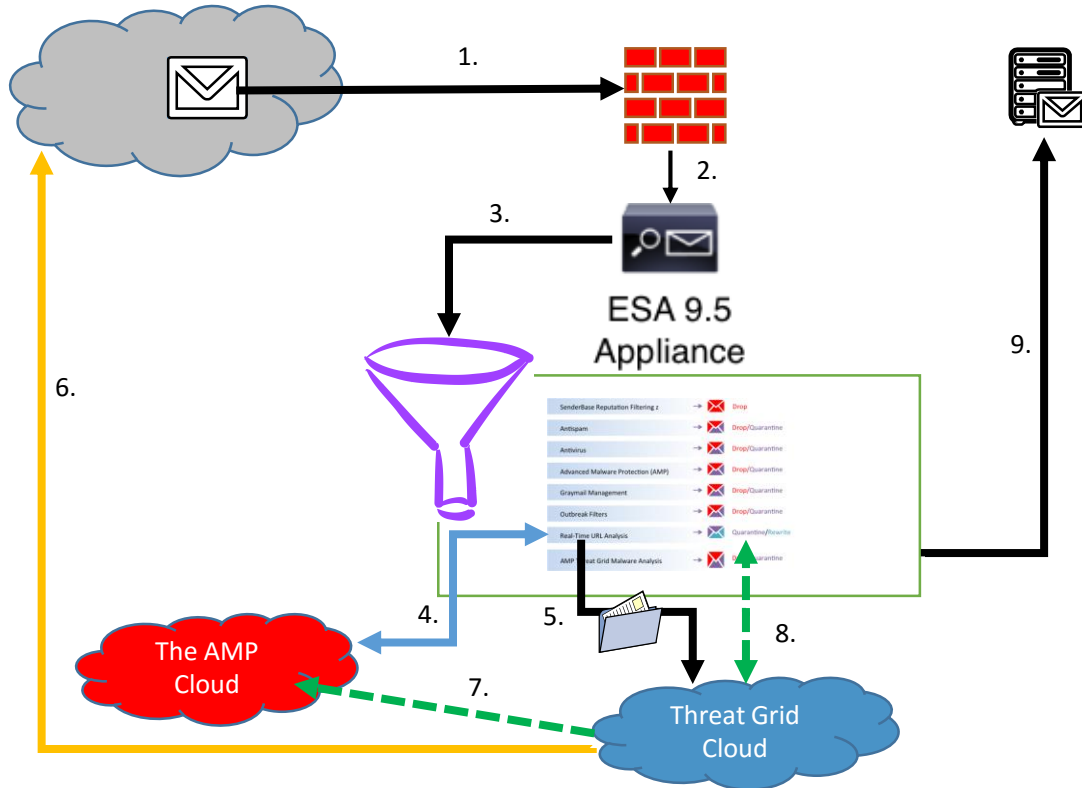 1.
2.
3.
ESA 9.5
Appliance
9.
6.
SenderBase Reputation Filtering z Drop
Antispam Drop/Quarantine
Antivirus Drop/Quarantine
Advanced Malware Protection (AMP) Drop/Quarantine
Graymail Management Drop/Quarantine
Outbreak Filters Drop/Quarantine
Real-Time URL Analysis Quarantine/Rewrite
AMP Threat Grid Malware Analysis
4.
5.
8.
The AMP
Cloud
7.
Threat Grid
Cloud